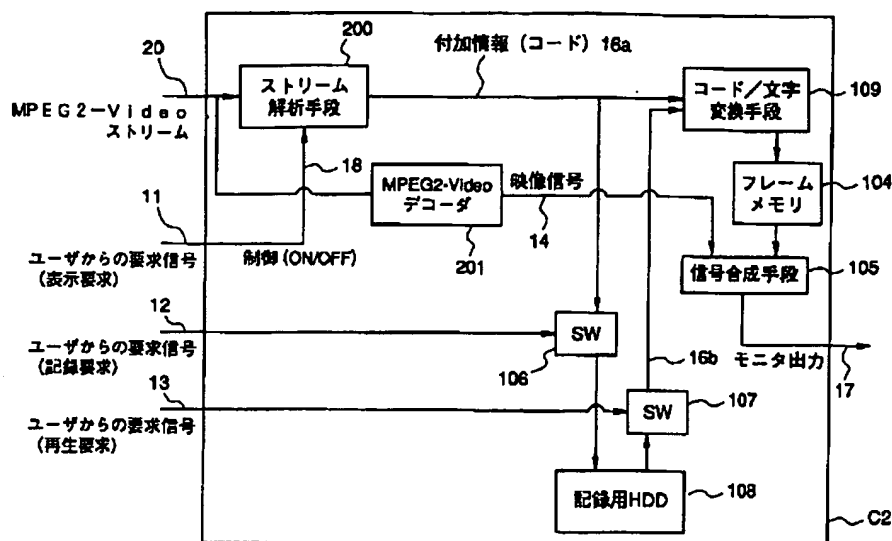 200
付加情報(コード) 16a
20
ストリーム
解析手段
コード/文字
変換手段
109
MPEG2-Video
ストリーム
18
MPEG2-Video
デコーダ
映像信号
フレーム
メモリ
104
11
14
ユーザからの要求信号
(表示要求)
制御(ON/OFF)
201
信号合成手段
105
12
SW
ユーザからの要求信号
(記録要求)
106
16b
モニタ出力
17
13
SW
107
ユーザからの要求信号
(再生要求)
記録用HDD
108
C2